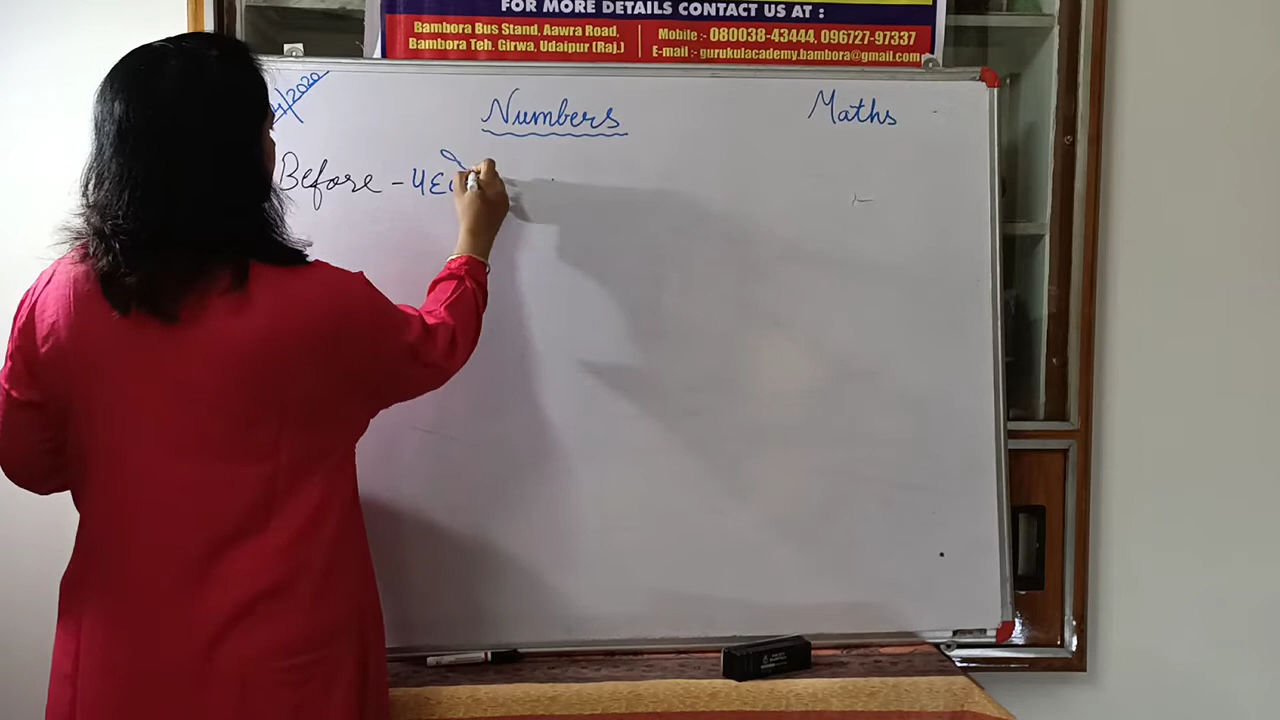 FOR MORE DETAILS CONTACT US AT :
Bambora Bus Stand, Aawra Road,
Bambora Teh. Girwa, Udaipur (Raj.)
Mobile :- 080038-43444, 096727-97337
E-mail :- gurukulacademy.bambora@gmail.com
4/2020
Numbers
Maths
Before -